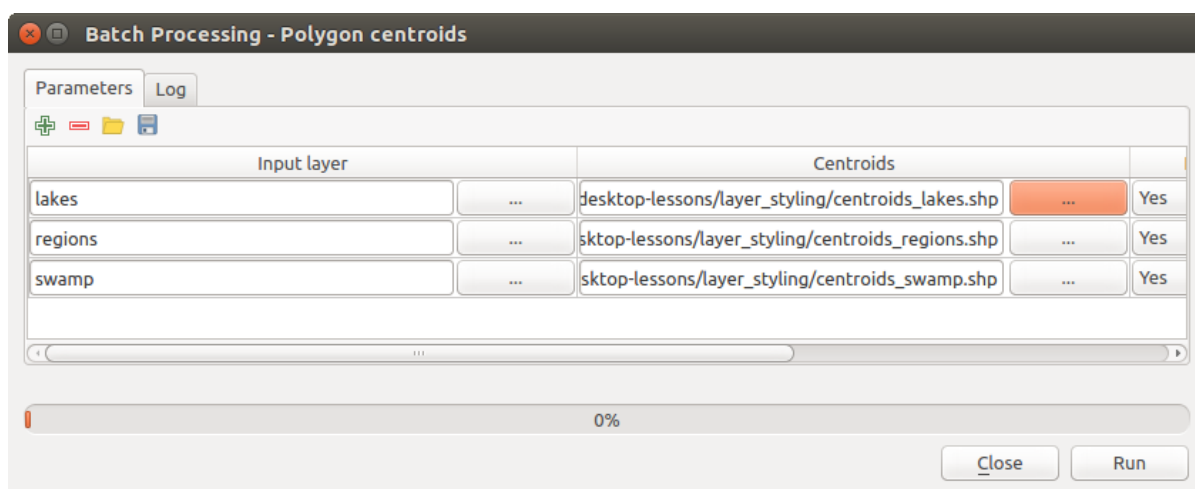 Batch Processing - Polygon centroids
Parameters Log
Input layer Centroids
lakes ... desktop-lessons/layer_styling/centroids_lakes.shp ... Yes
regions ... sktop-lessons/layer_styling/centroids_regions.shp ... Yes
swamp ... sktop-lessons/layer_styling/centroids_swamp.shp ... Yes
0%
Close Run